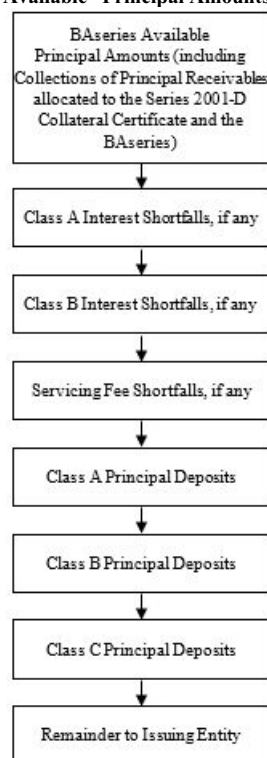 Available Principal Amounts
BAseries Available
Principal Amounts (including
Collections of Principal Receivables
allocated to the Series 2001-D
Collateral Certificate and the
BAseries)
Class A Interest Shortfalls, if any
Class B Interest Shortfalls, if any
Servicing Fee Shortfalls, if any
Class A Principal Deposits
Class B Principal Deposits
Class C Principal Deposits
Remainder to Issuing Entity